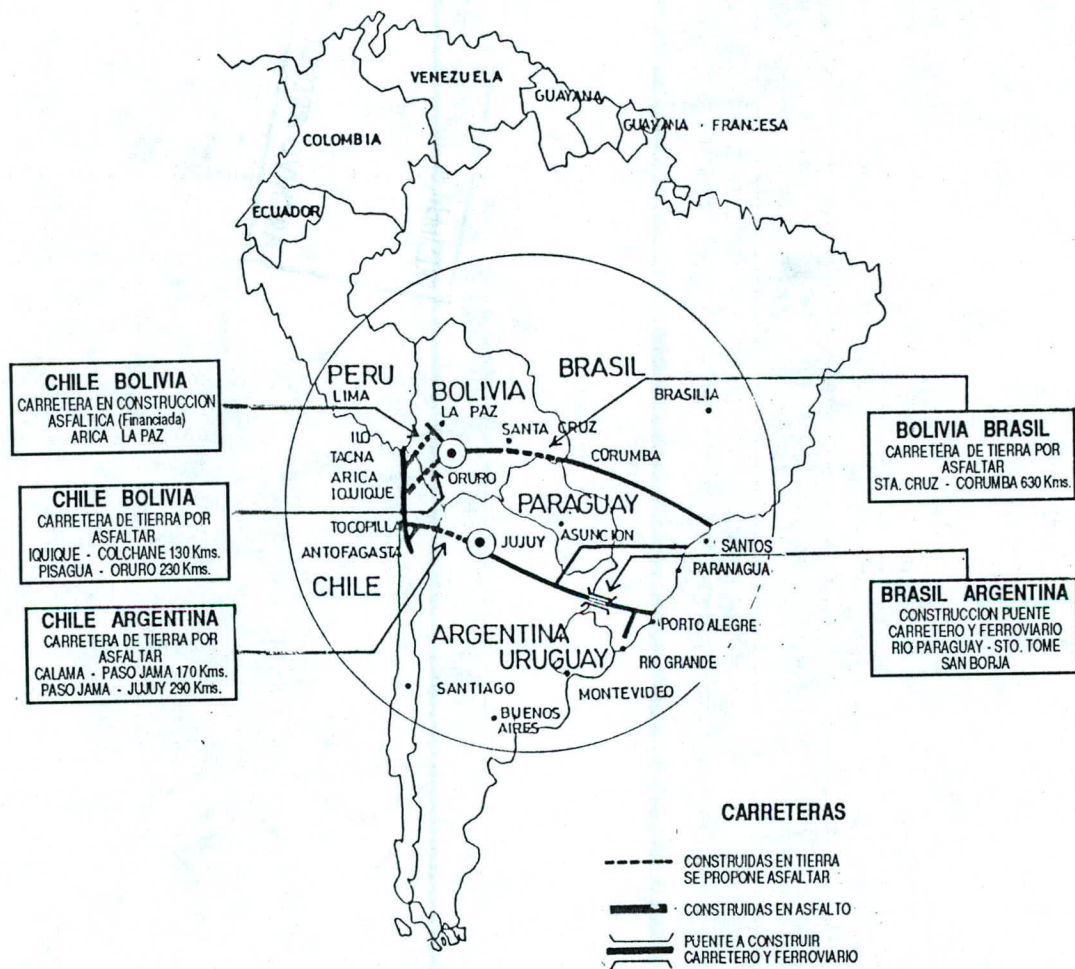 VENEZUELA
GUAYANA
GUAYANA - FRANCESA
COLOMBIA
ECUADOR
PERU
LIMA
BOLIVIA
LA PAZ
BRASIL
BRASILIA
SANTA CRUZ
CORUMBA
ILO
TACNA
ARICA
IQUIQUE
ORURO
PARAGUAY
ASUNCION
TOCOPILLA
JUJUY
ANTOFAGASTA
SANTOS
PARANAGUA
CHILE
PORTO ALEGRE
ARGENTINA
URUGUAY
RIO GRANDE
SANTIAGO
MONTEVIDEO
BUENOS
AIRES
CHILE BOLIVIA
CARRETERA EN CONSTRUCCION
ASFALTICA (Financiada)
ARICA LA PAZ
CHILE BOLIVIA
CARRETERA DE TIERRA POR
ASFALTAR
IQUIQUE - COLCHANE 130 Kms.
PISAGUA - ORURO 230 Kms.
CHILE ARGENTINA
CARRETERA DE TIERRA POR
ASFALTAR
CALAMA - PASO JAMA 170 Kms.
PASO JAMA - JUJUY 290 Kms.
BOLIVIA BRASIL
CARRETERA DE TIERRA POR
ASFALTAR
STA. CRUZ - CORUMBA 630 Kms.
BRASIL ARGENTINA
CONSTRUCCION PUENTE
CARRETERO Y FERROVIARIO
RIO PARAGUAY - STO. TOME
SAN BORJA
CARRETERAS
CONSTRUIDAS EN TIERRA
SE PROPONE ASFALTAR
CONSTRUIDAS EN ASFALTO
PUENTE A CONSTRUIR
CARRETERO Y FERROVIARIO